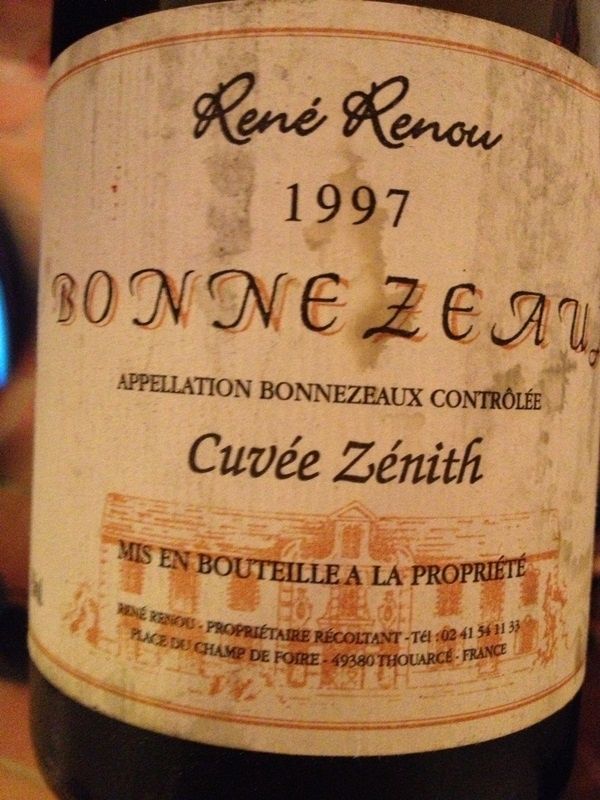 René Renou
1997
BONNEZEAUX
APPELLATION BONNEZEAUX CONTRÔLÉE
Cuvée Zénith
MIS EN BOUTEILLE A LA PROPRIÉTÉ
RENÉ RENOU - PROPRIÉTAIRE RÉCOLTANT - Tél : 02 41 54 11 33
PLACE DU CHAMP DE FOIRE - 49380 THOUARCÉ - FRANCE